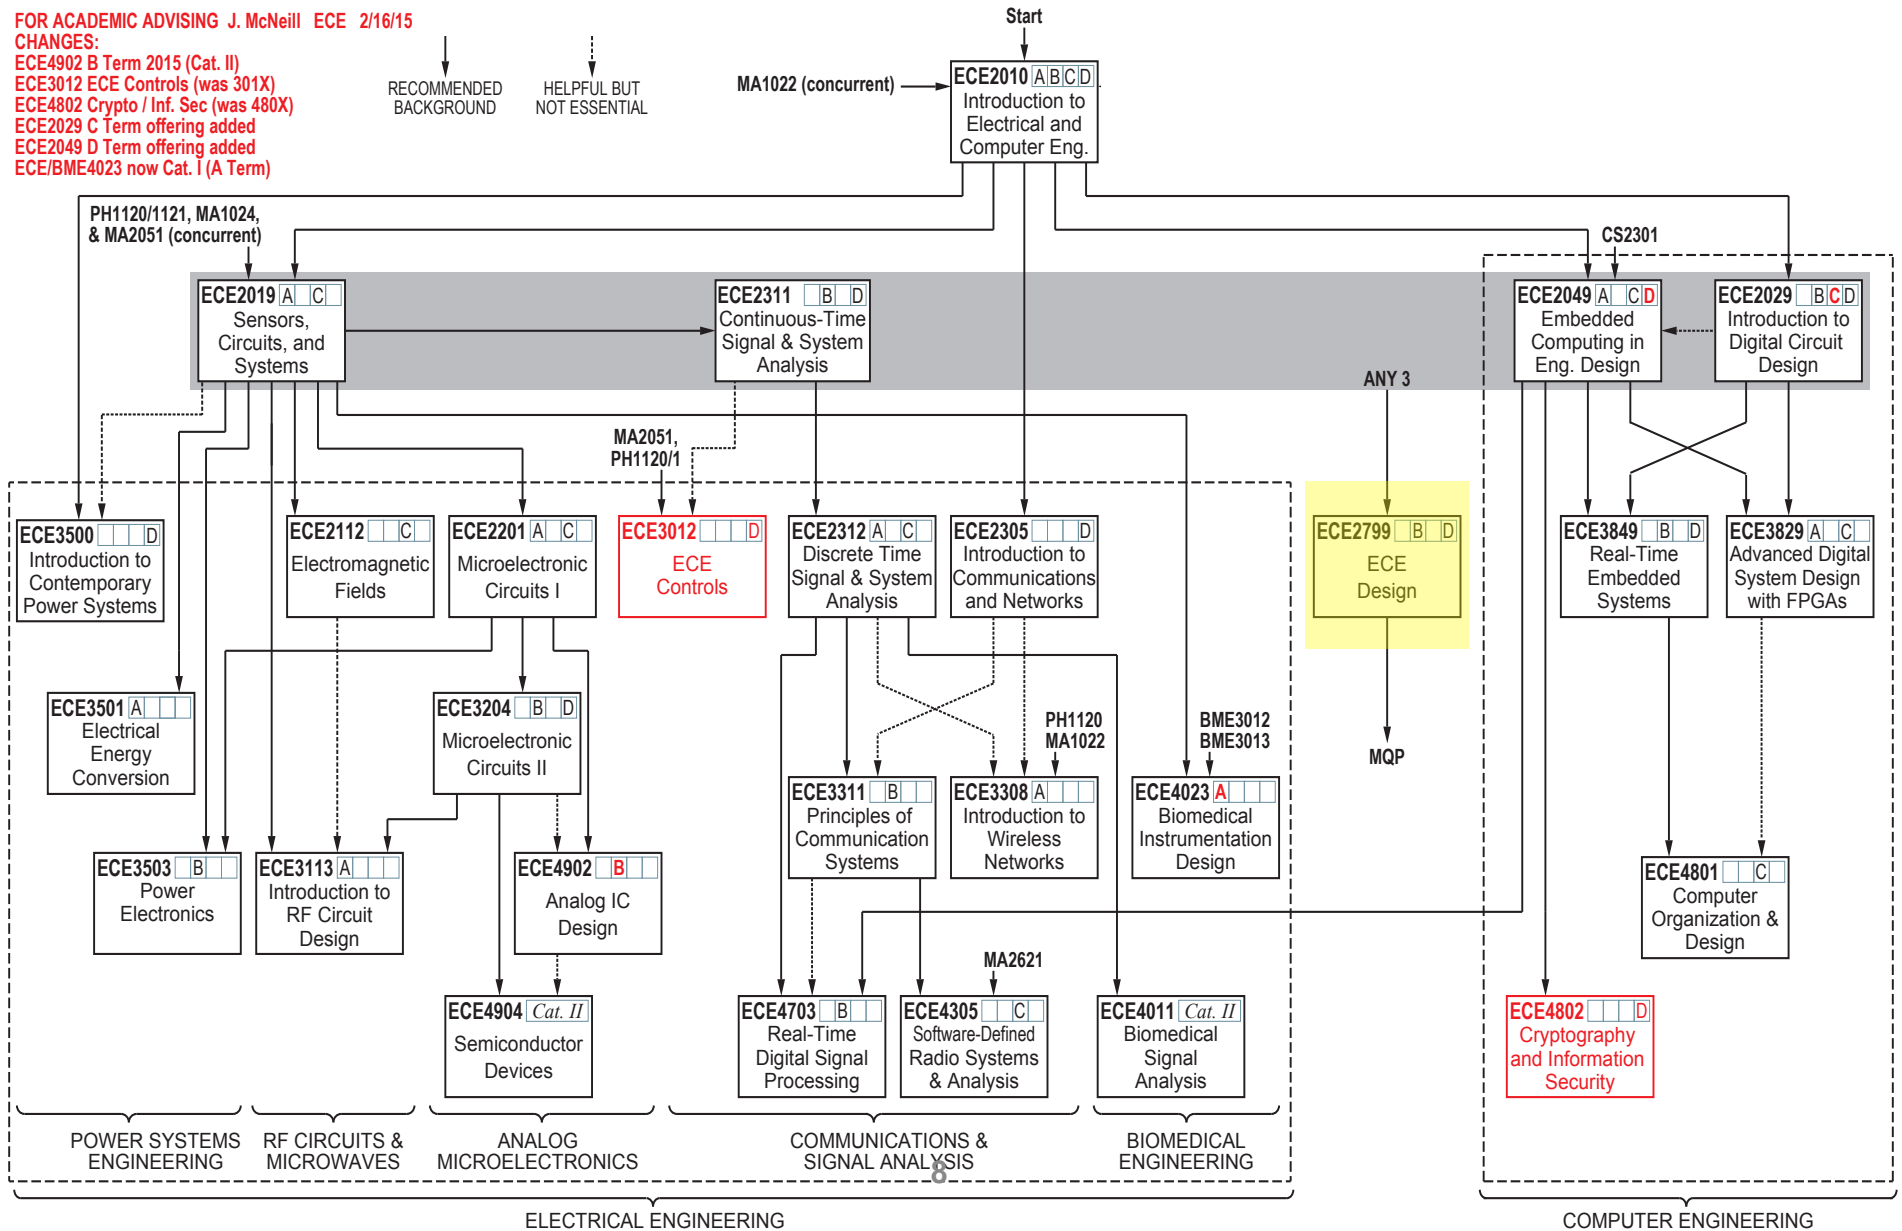 FOR ACADEMIC ADVISING J. McNeill ECE 2/16/15
CHANGES:
ECE4902 B Term 2015 (Cat. II)
ECE3012 ECE Controls (was 301X)
ECE4802 Crypto / Inf. Sec (was 480X)
ECE2029 C Term offering added
ECE2049 D Term offering added
ECE/BME4023 now Cat. I (A Term)
RECOMMENDED
BACKGROUND
HELPFUL BUT
NOT ESSENTIAL
Start
MA1022 (concurrent)
ECE2010 A B C D
Introduction to
Electrical and
Computer Eng.
PH1120/1121, MA1024,
& MA2051 (concurrent)
CS2301
ECE2019 A C
Sensors,
Circuits, and
Systems
ECE2311 B D
Continuous-Time
Signal & System
Analysis
ECE2049 A C D
Embedded
Computing in
Eng. Design
ECE2029 B C D
Introduction to
Digital Circuit
Design
ANY 3
MA2051,
PH1120/1
ECE3500 D
Introduction to
Contemporary
Power Systems
ECE2112 C
Electromagnetic
Fields
ECE2201 A C
Microelectronic
Circuits I
ECE3012 D
ECE
Controls
ECE2312 A C
Discrete Time
Signal & System
Analysis
ECE2305 D
Introduction to
Communications
and Networks
ECE2799 B D
ECE
Design
ECE3849 B D
Real-Time
Embedded
Systems
ECE3829 A C
Advanced Digital
System Design
with FPGAs
ECE3501 A
Electrical
Energy
Conversion
ECE3204 B D
Microelectronic
Circuits II
PH1120
MA1022
BME3012
BME3013
MQP
ECE3311 B
Principles of
Communication
Systems
ECE3308 A
Introduction to
Wireless
Networks
ECE4023 A
Biomedical
Instrumentation
Design
ECE3503 B
Power
Electronics
ECE3113 A
Introduction to
RF Circuit
Design
ECE4902 B
Analog IC
Design
ECE4801 C
Computer
Organization &
Design
MA2621
ECE4904 Cat. II
Semiconductor
Devices
ECE4703 B
Real-Time
Digital Signal
Processing
ECE4305 C
Software-Defined
Radio Systems
& Analysis
ECE4011 Cat. II
Biomedical
Signal
Analysis
ECE4802 D
Cryptography
and Information
Security
POWER SYSTEMS
ENGINEERING
RF CIRCUITS &
MICROWAVES
ANALOG
MICROELECTRONICS
COMMUNICATIONS &
SIGNAL ANALYSIS
BIOMEDICAL
ENGINEERING
8
ELECTRICAL ENGINEERING
COMPUTER ENGINEERING